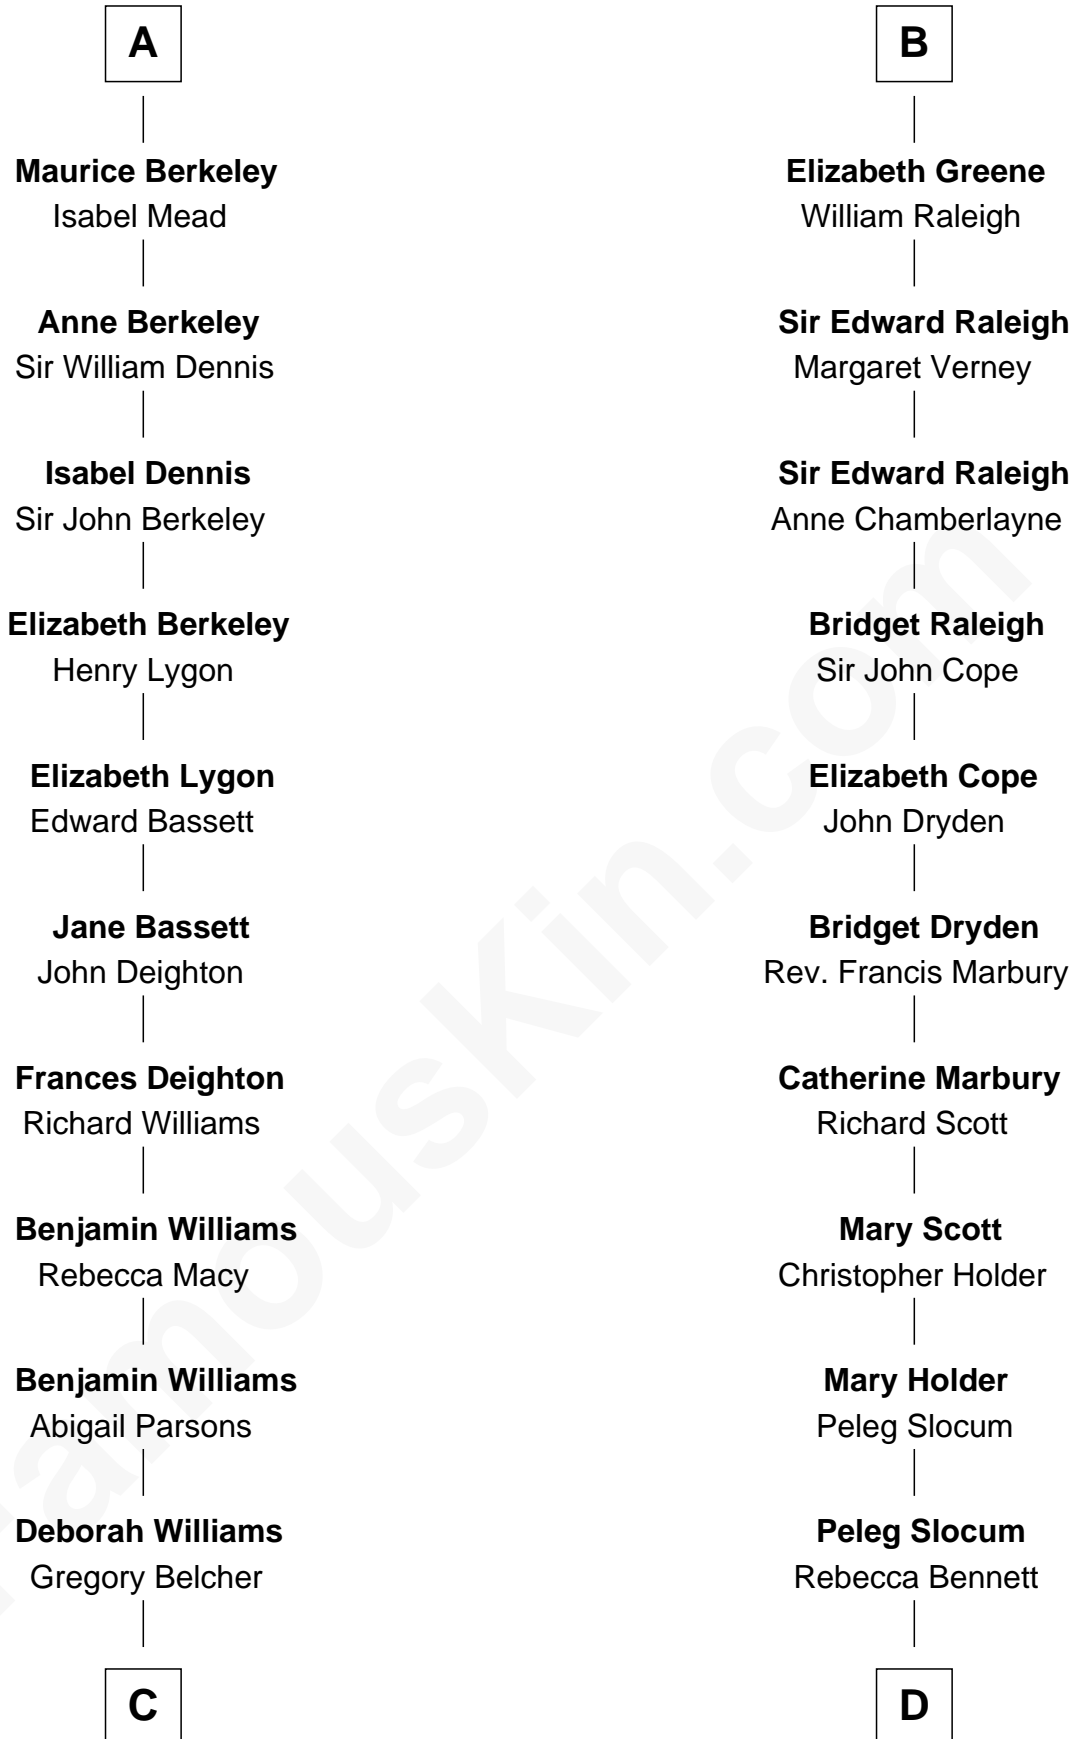 A
Maurice Berkeley
Isabel Mead
Anne Berkeley
Sir William Dennis
Isabel Dennis
Sir John Berkeley
Elizabeth Berkeley
Henry Lygon
Elizabeth Lygon
Edward Bassett
Jane Bassett
John Deighton
Frances Deighton
Richard Williams
Benjamin Williams
Rebecca Macy
Benjamin Williams
Abigail Parsons
Deborah Williams
Gregory Belcher
C
B
Elizabeth Greene
William Raleigh
Sir Edward Raleigh
Margaret Verney
Sir Edward Raleigh
Anne Chamberlayne
Bridget Raleigh
Sir John Cope
Elizabeth Cope
John Dryden
Bridget Dryden
Rev. Francis Marbury
Catherine Marbury
Richard Scott
Mary Scott
Christopher Holder
Mary Holder
Peleg Slocum
Peleg Slocum
Rebecca Bennett
D
FamousKin.com